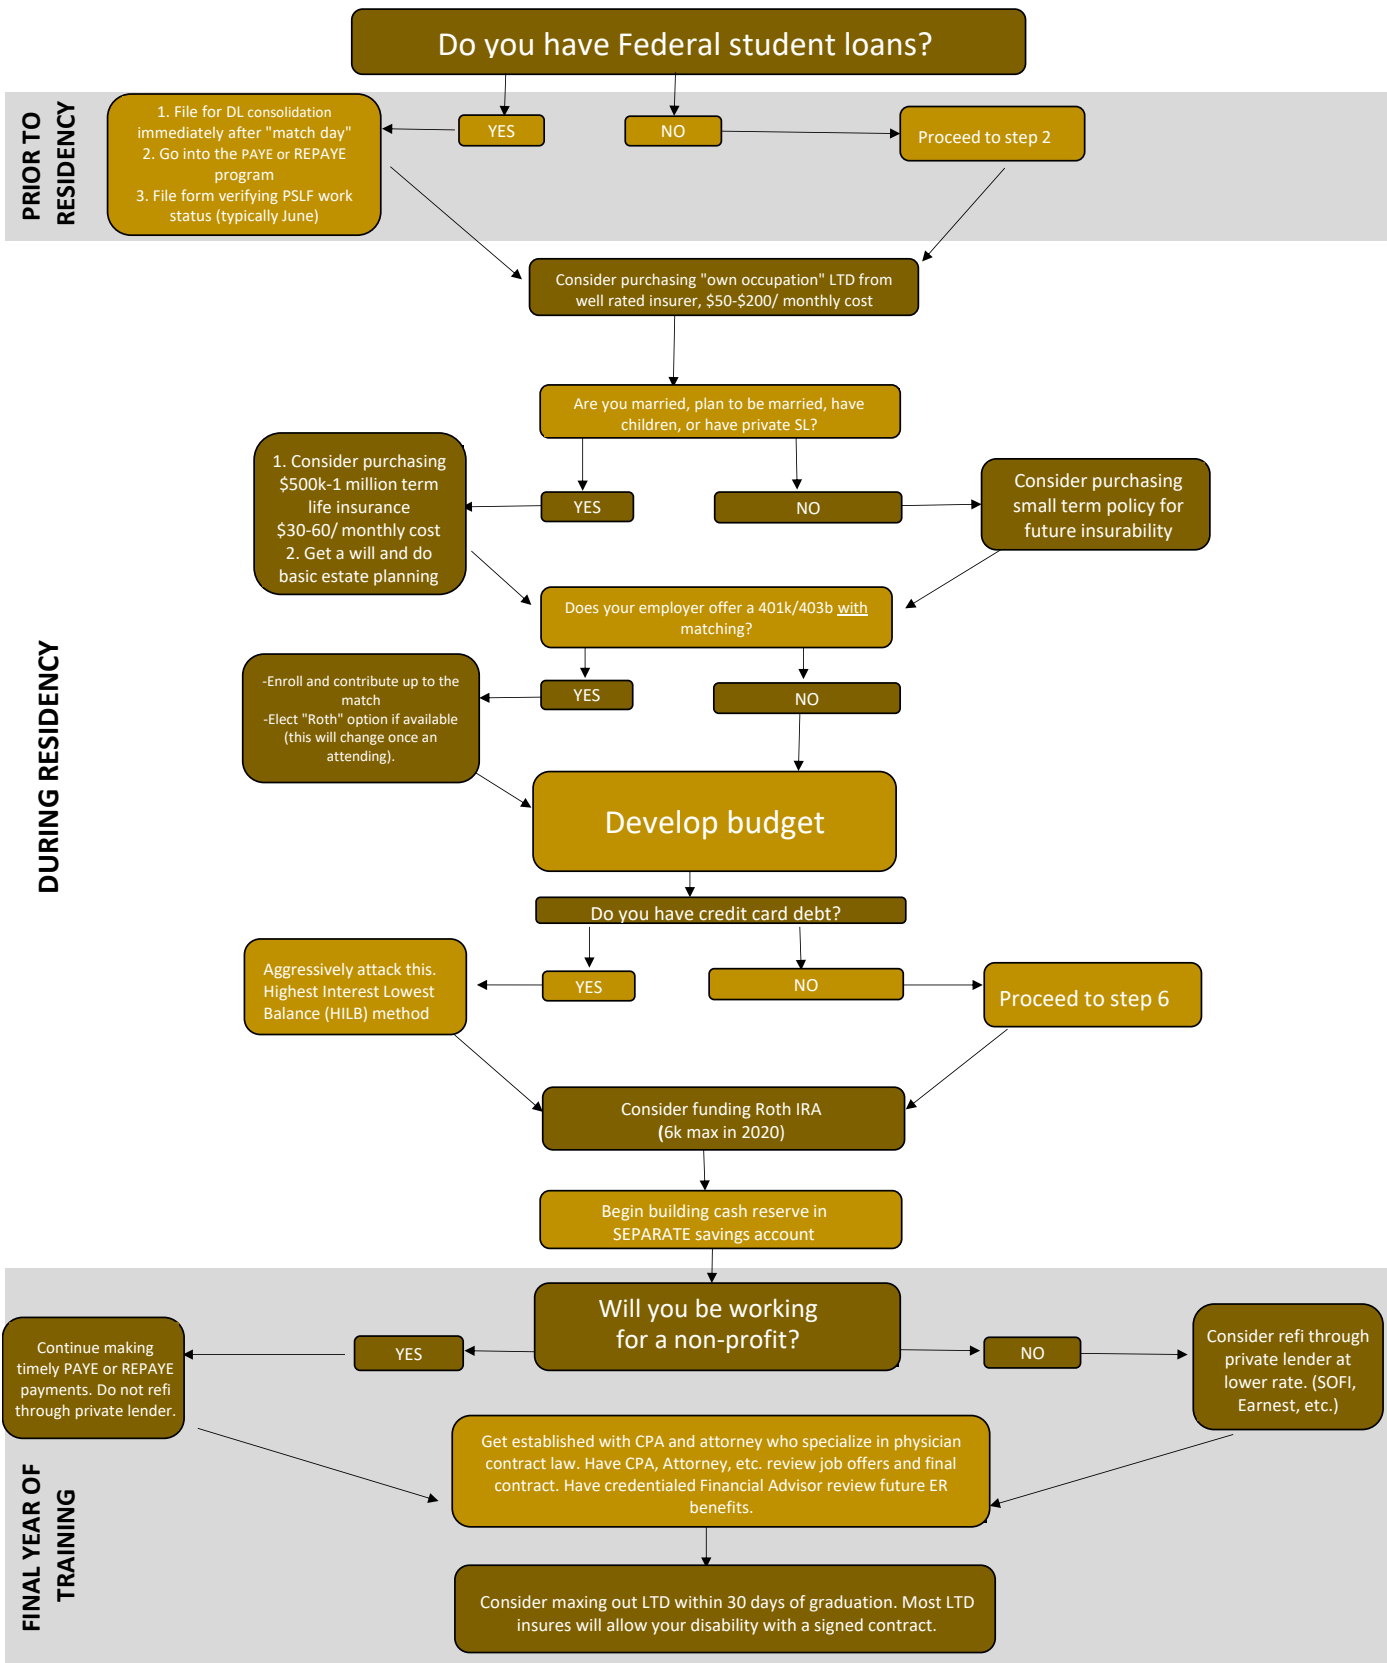 Do you have Federal student loans?
PRIOR TO
RESIDENCY
1. File for DL consolidation
immediately after "match day"
2. Go into the PAYE or REPAYE
program
3. File form verifying PSLF work
status (typically June)
YES
NO
Proceed to step 2
Consider purchasing "own occupation" LTD from
well rated insurer, $50-$200/ monthly cost
DURING RESIDENCY
Are you married, plan to be married, have
children, or have private SL?
1. Consider purchasing
$500k-1 million term
life insurance
$30-60/ monthly cost
2. Get a will and do
basic estate planning
YES
NO
Consider purchasing
small term policy for
future insurability
Does your employer offer a 401k/403b with
matching?
-Enroll and contribute up to the
match
-Elect "Roth" option if available
(this will change once an
attending).
YES
NO
Develop budget
Do you have credit card debt?
Aggressively attack this.
Highest Interest Lowest
Balance (HILB) method
YES
NO
Proceed to step 6
Consider funding Roth IRA
(6k max in 2020)
Begin building cash reserve in
SEPARATE savings account
FINAL YEAR OF
TRAINING
Will you be working
for a non-profit?
Continue making
timely PAYE or REPAYE
payments. Do not refi
through private lender.
YES
NO
Consider refi through
private lender at
lower rate. (SOFI,
Earnest, etc.)
Get established with CPA and attorney who specialize in physician
contract law. Have CPA, Attorney, etc. review job offers and final
contract. Have credentialed Financial Advisor review future ER
benefits.
Consider maxing out LTD within 30 days of graduation. Most LTD
insures will allow your disability with a signed contract.